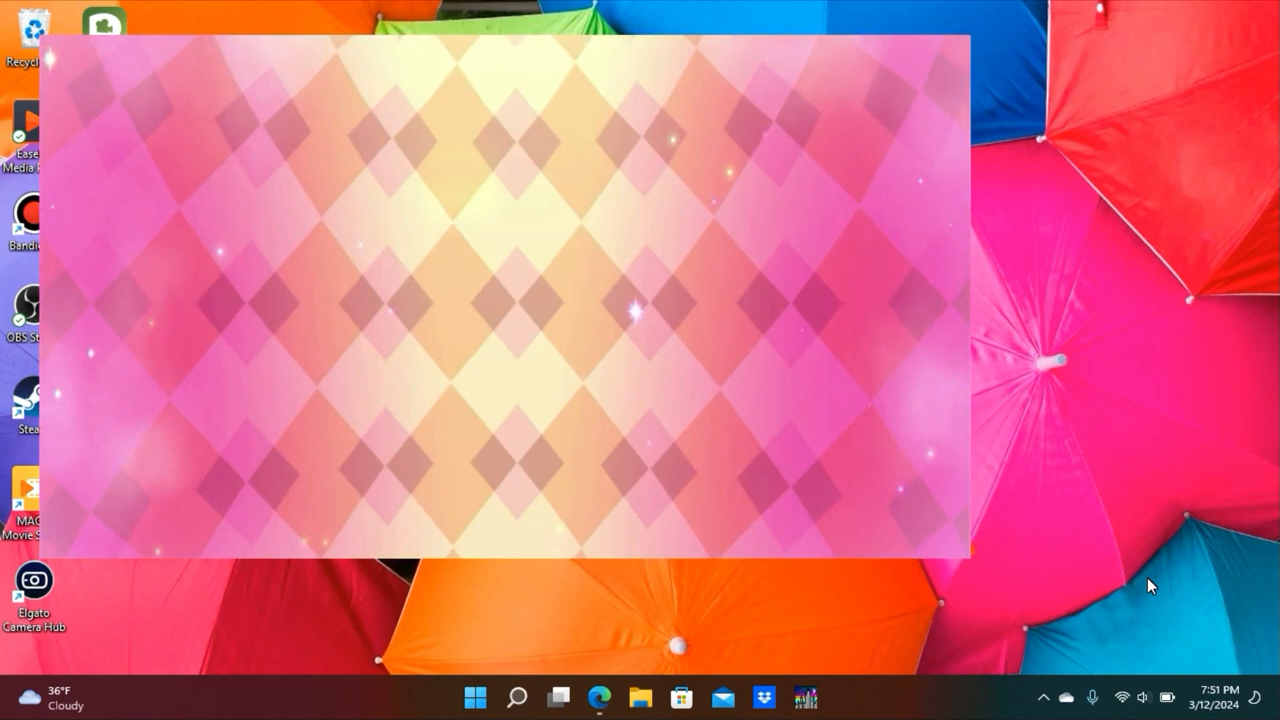 Recycl
Ease
Media P
Bandi
OBS St
Stea
MAG
Movie S
Elgato
Camera Hub
36°F
Cloudy
7:51 PM
3/12/2024